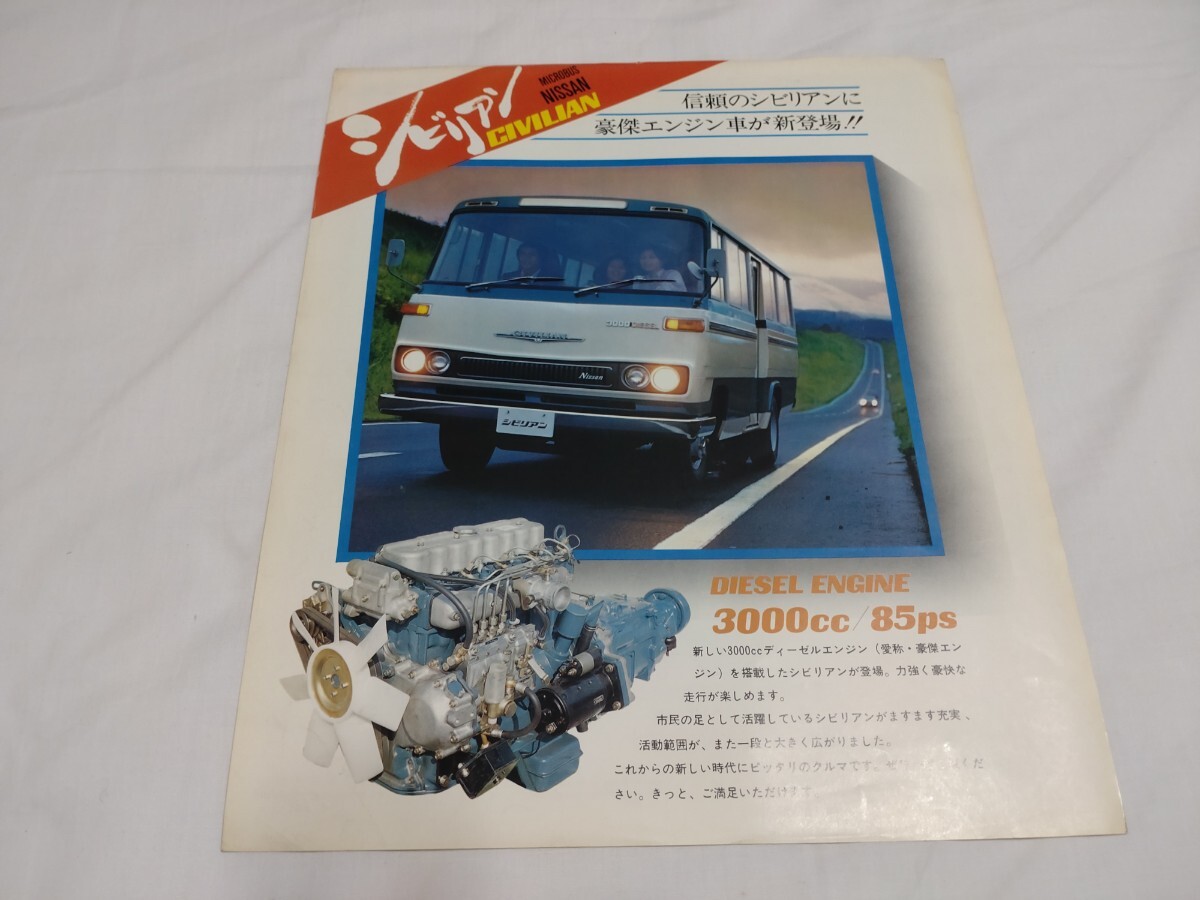 シビリアン
MICROBUS
NISSAN
CIVILIAN
信頼のシビリアンに
豪傑エンジン車が新登場!!
CIVILIAN
3000 DIESEL
Nissan
シビリアン
DIESEL ENGINE
3000cc/85ps
新しい3000ccディーゼルエンジン(愛称・豪傑エン
ジン)を搭載したシビリアンが登場。力強く豪快な
走行が楽しめます。
市民の足として活躍しているシビリアンがますます充実、
活動範囲が、また一段と大きく広がりました。
これからの新しい時代にピッタリのクルマです。ぜ くだ
さい。きっと、ご満足いただけます。